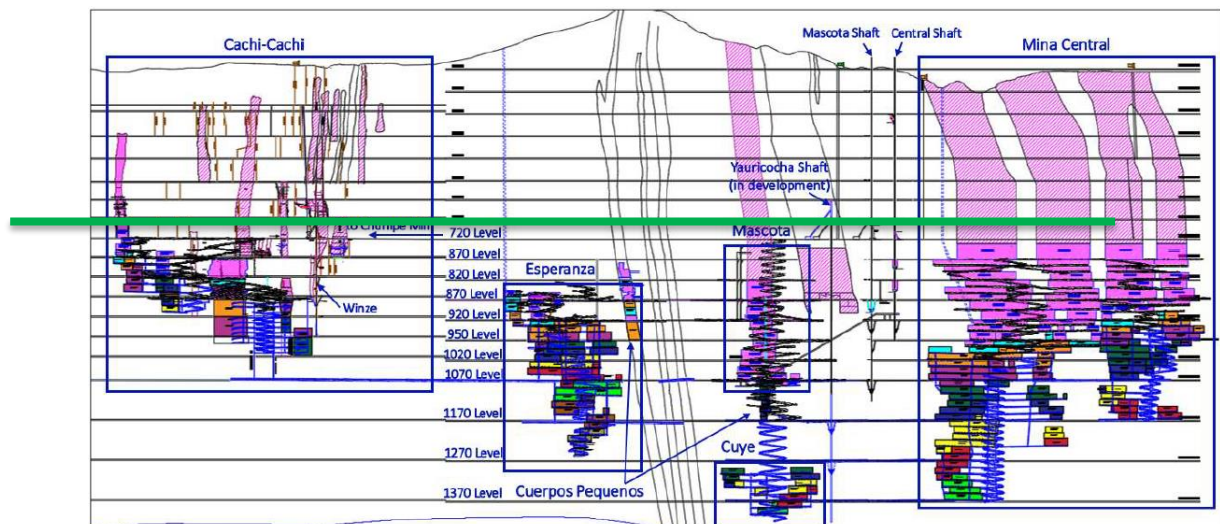 Cachi-Cachi
Mascota Shaft
Central Shaft
Mina Central
Yauricocha Shaft
(in development)
720 Level
Mascota
870 Level
Esperanza
820 Level
870 Level
Winze
920 Level
950 Level
1020 Level
1070 Level
1170 Level
Cuye
1270 Level
Cuerpos Pequenos
1370 Level